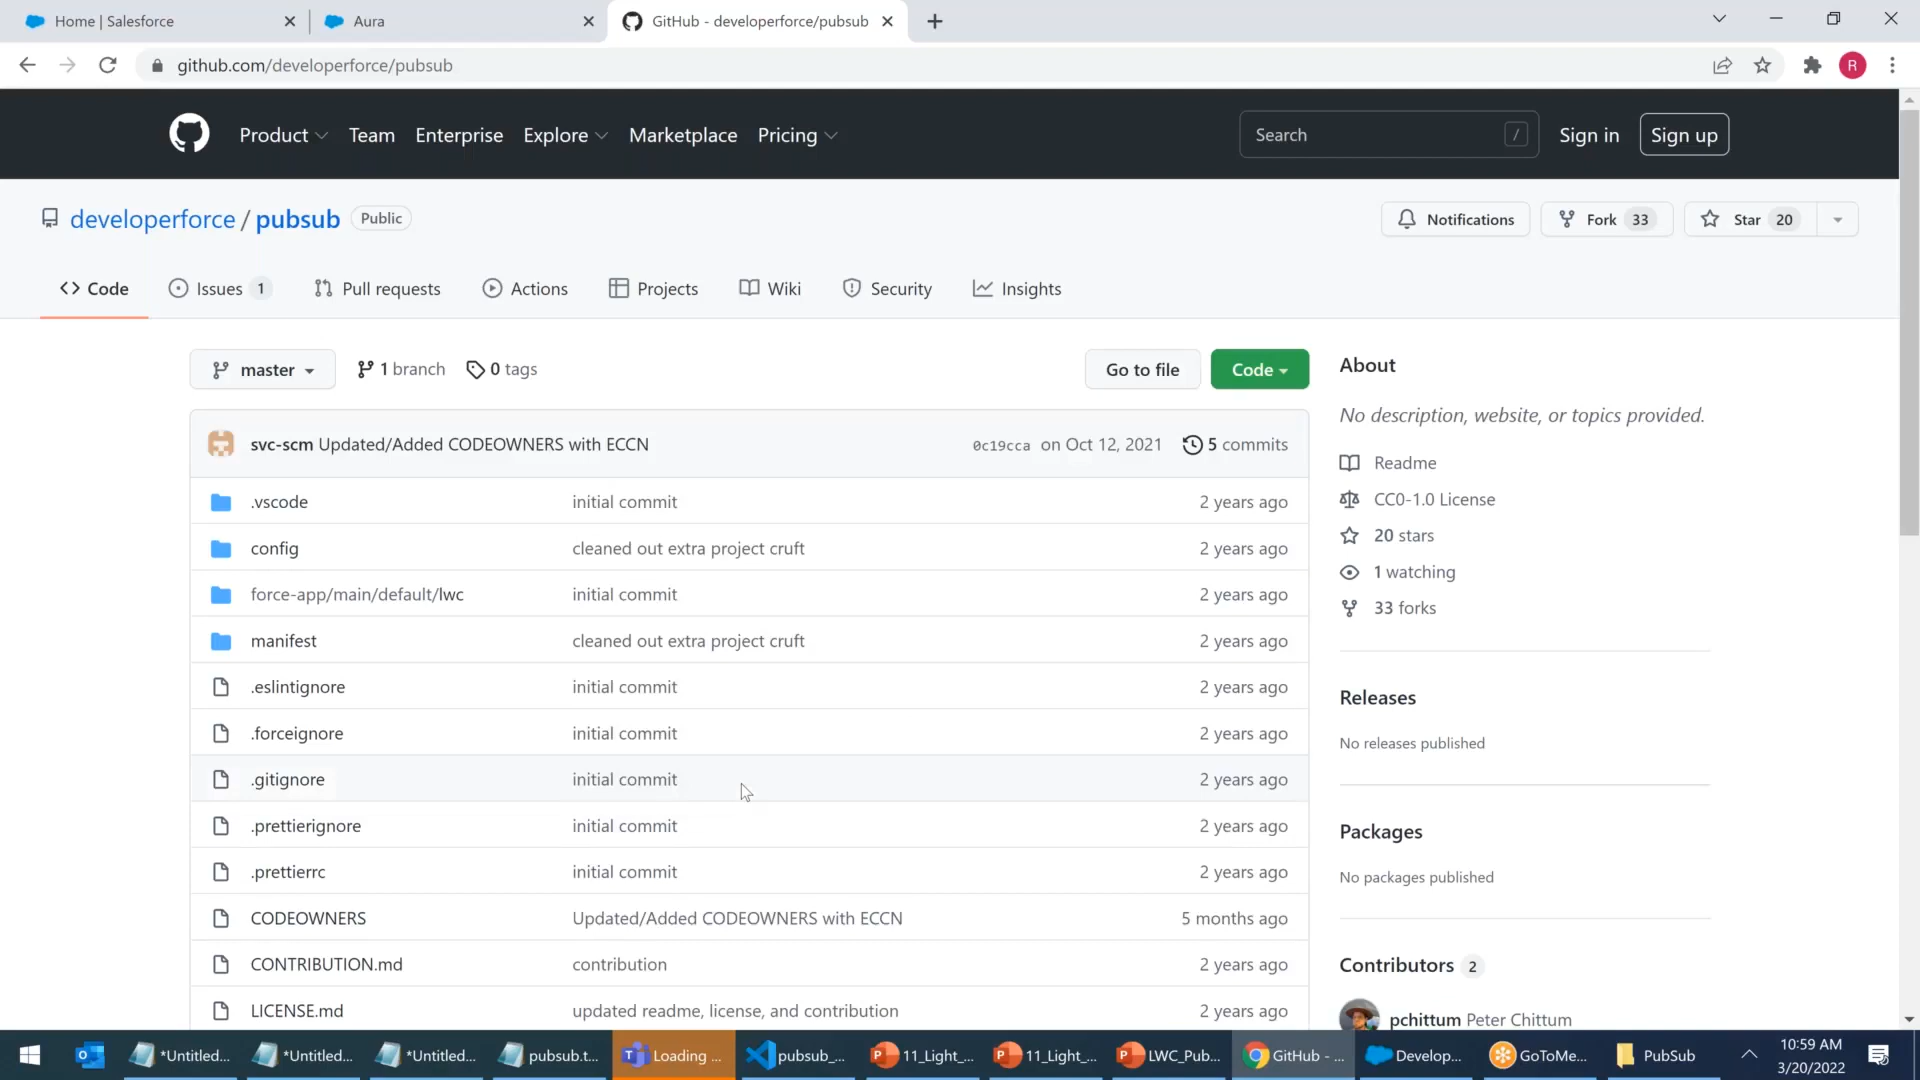 Home | Salesforce
Aura
GitHub - developerforce/pubsub
github.com/developerforce/pubsub
R
Product
Team
Enterprise
Explore
Marketplace
Pricing
Search
/
Sign in
Sign up
developerforce / pubsub
Public
Notifications
Fork 33
Star 20
Code
Issues 1
Pull requests
Actions
Projects
Wiki
Security
Insights
master
1 branch
0 tags
Go to file
Code
About
No description, website, or topics provided.
svc-scm Updated/Added CODEOWNERS with ECCN
0c19cca on Oct 12, 2021
5 commits
Readme
.vscode initial commit 2 years ago
CC0-1.0 License
20 stars
config cleaned out extra project cruft 2 years ago
1 watching
force-app/main/default/lwc initial commit 2 years ago
33 forks
manifest cleaned out extra project cruft 2 years ago
.eslintignore initial commit 2 years ago
Releases
.forceignore initial commit 2 years ago
No releases published
.gitignore initial commit 2 years ago
.prettierignore initial commit 2 years ago
Packages
.prettierrc initial commit 2 years ago
No packages published
CODEOWNERS Updated/Added CODEOWNERS with ECCN 5 months ago
CONTRIBUTION.md contribution 2 years ago
Contributors 2
LICENSE.md updated readme, license, and contribution 2 years ago
pchittum Peter Chittum
*Untitled...
*Untitled...
*Untitled...
pubsub.t...
Loading ...
pubsub_...
11_Light_...
11_Light_...
LWC_Pub...
GitHub - ...
Develop...
GoToMe...
PubSub
10:59 AM
3/20/2022